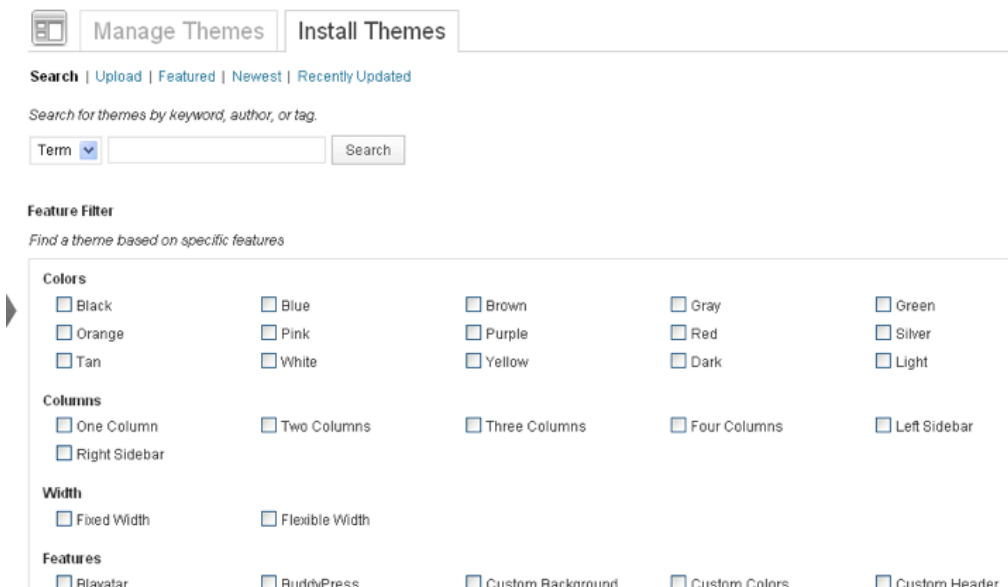 Manage Themes Install Themes
Search | Upload | Featured | Newest | Recently Updated
Search for themes by keyword, author, or tag.
Term Search
Feature Filter
Find a theme based on specific features
Colors
Black Blue Brown Gray Green
Orange Pink Purple Red Silver
Tan White Yellow Dark Light
Columns
One Column Two Columns Three Columns Four Columns Left Sidebar
Right Sidebar
Width
Fixed Width Flexible Width
Features
Blavatar BuddyPress Custom Background Custom Colors Custom Header